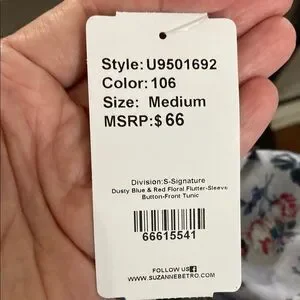 Style: U9501692
Color: 106
Size: Medium
MSRP:$ 66
Division:S-Signature
Dusty Blue & Red Floral Flutter-Sleeve
Button-Front Tunic
66615541
FOLLOW US
WWW.SUZANNEBETRO.COM